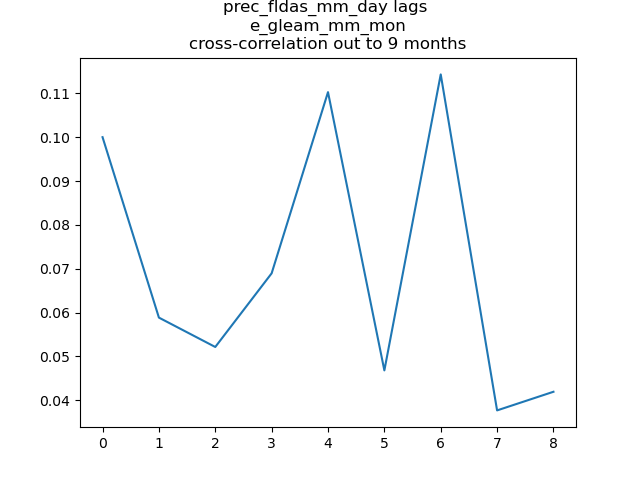 prec_fldas_mm_day lags
e_gleam_mm_mon
cross-correlation out to 9 months
0.11
0.10
0.09
0.08
0.07
0.06
0.05
0.04
0 1 2 3 4 5 6 7 8